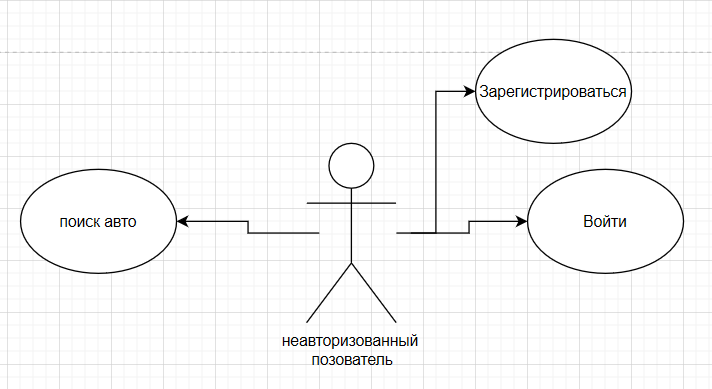 Зарегистрироваться
поиск авто
Войти
неавторизованный
позователь